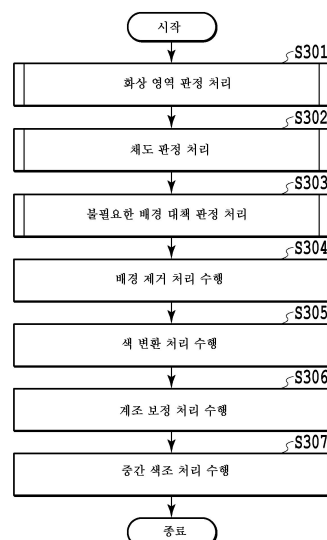 시작
S301
화상 영역 판정 처리
S302
채도 판정 처리
S303
불필요한 배경 대책 판정 처리
S304
배경 제거 처리 수행
S305
색 변환 처리 수행
S306
계조 보정 처리 수행
S307
중간 색조 처리 수행
종료